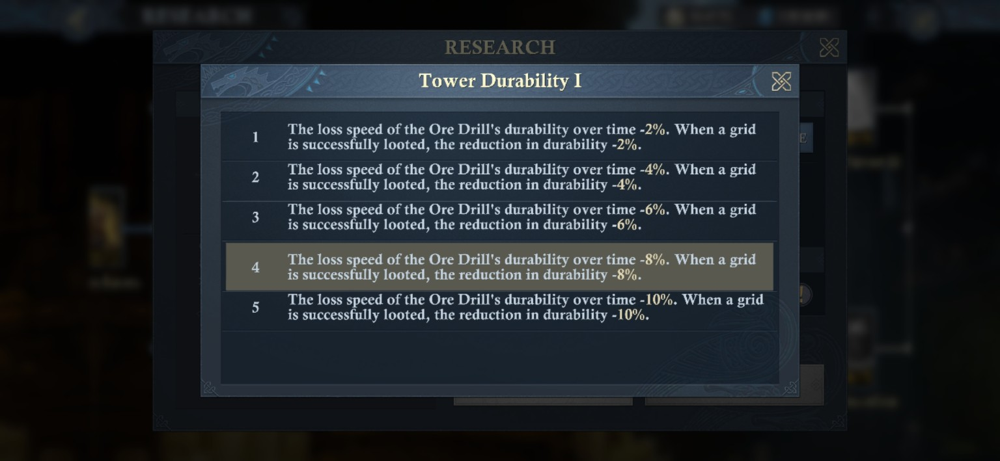 RESEARCH
RESEARCH
Tower Durability I
1
The loss speed of the Ore Drill's durability over time -2%. When a grid
is successfully looted, the reduction in durability -2%.
2
The loss speed of the Ore Drill's durability over time -4%. When a grid
is successfully looted, the reduction in durability -4%.
3
The loss speed of the Ore Drill's durability over time -6%. When a grid
is successfully looted, the reduction in durability -6%.
4
The loss speed of the Ore Drill's durability over time -8%. When a grid
is successfully looted, the reduction in durability -8%.
5
The loss speed of the Ore Drill's durability over time -10%. When a grid
is successfully looted, the reduction in durability -10%.
E
!